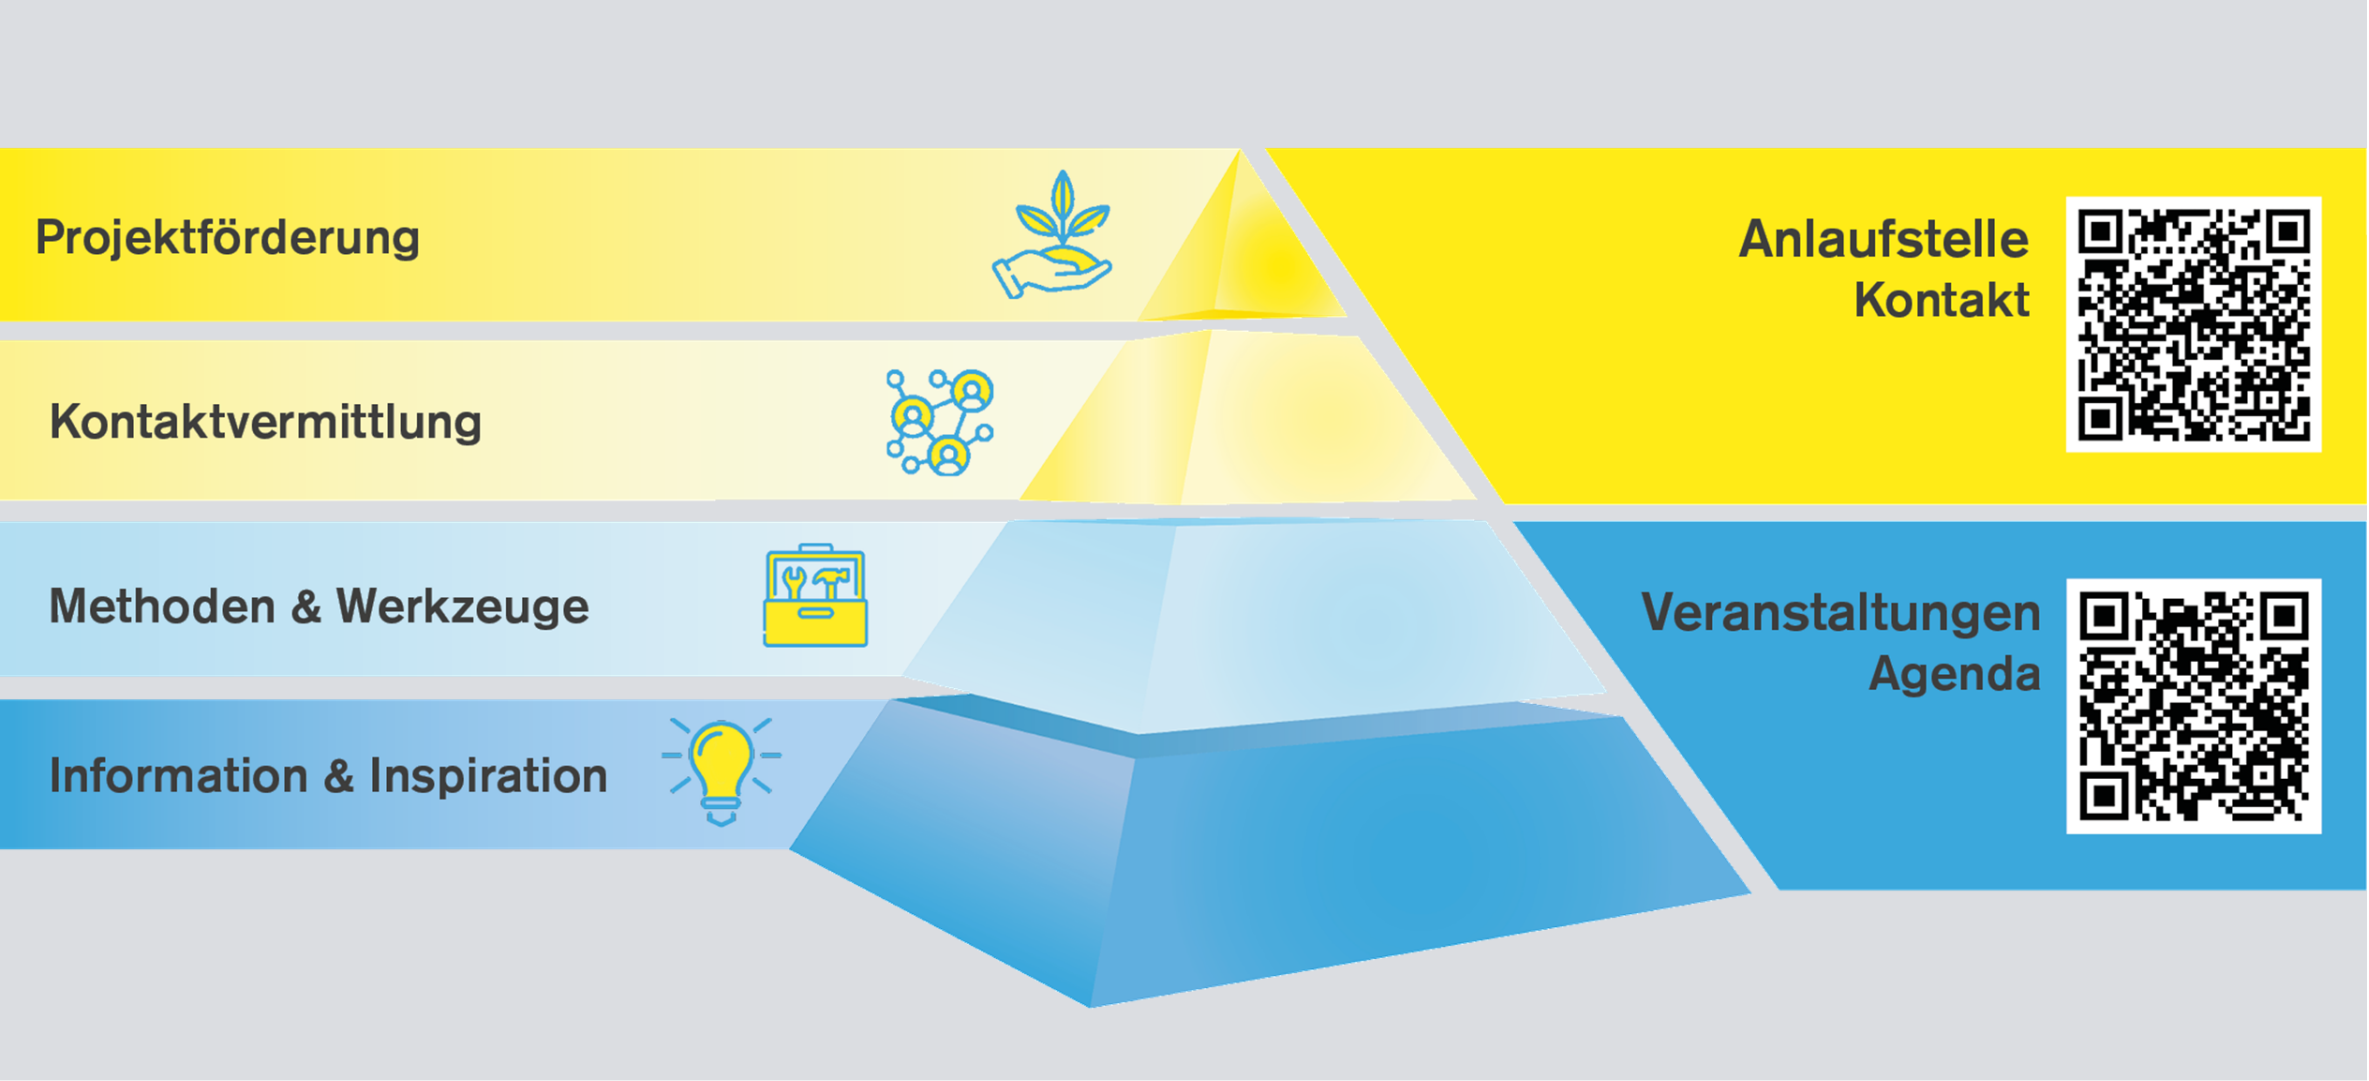 Projektförderung
Kontaktvermittlung
Methoden & Werkzeuge
Information & Inspiration
Anlaufstelle
Kontakt
Veranstaltungen
Agenda